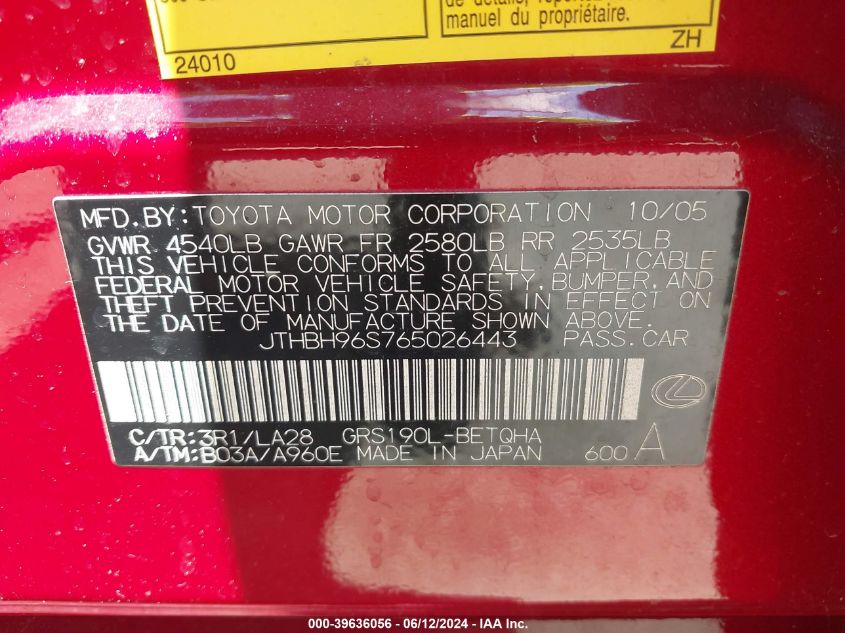 de détails, reportez
manuel du propriétaire.
24010
ZH
MFD.BY:TOYOTA MOTOR CORPORATION 10/05
GVWR 4540LB GAWR FR 2580LB RR 2535LB
THIS VEHICLE CONFORMS TO ALL APPLICABLE
FEDERAL MOTOR VEHICLE SAFETY,BUMPER,AND
THEFT PREVENTION STANDARDS IN EFFECT ON
THE DATE OF MANUFACTURE SHOWN ABOVE.
JTHBH96S765026443 PASS.CAR
C/TR:3R1/LA28 GRS190L-BETQHA
A/TM:B03A/A960E MADE IN JAPAN 600 A
000-39636056 - 06/12/2024 - IAA Inc.